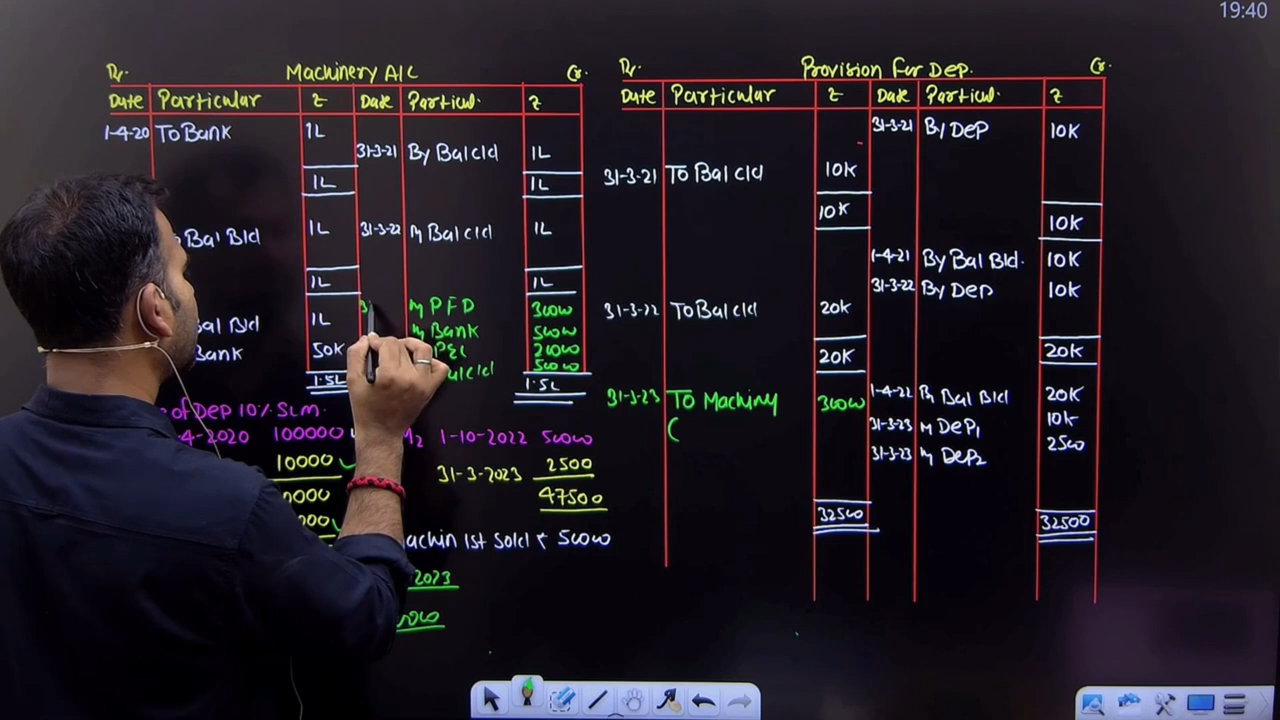 19:40
Dr. Machinery A/C Cr.
Date Particular ₹ Date Particul. ₹
1-4-20 To Bank 1L
31-3-21 By Bal c/d 1L
1L 1L
Bal B/d 1L 31-3-22 By Bal c/d 1L
1L 1L
Bal B/d 1L By PFD 30000
Bank 50K By Bank 50000
P&L 20000
Bal c/d 50000
1.5L 1.5L
of Dep 10% SLM.
4-2020 100000 M2 1-10-2022 50000
10000 31-3-2023 2500
0000 47500
000 Machin 1st Sold ₹ 50000
2023
Dr. Provision For Dep. Cr.
Date Particular ₹ Date Particul. ₹
31-3-21 By Dep 10K
31-3-21 To Bal c/d 10K
10K 10K
1-4-21 By Bal B/d. 10K
31-3-22 By Dep 10K
31-3-22 To Bal c/d 20K
20K 20K
31-3-23 To Machiny 30000 1-4-22 By Bal B/d 20K
( 31-3-23 By Dep1 10K
31-3-23 By Dep2 2500
32500 32500